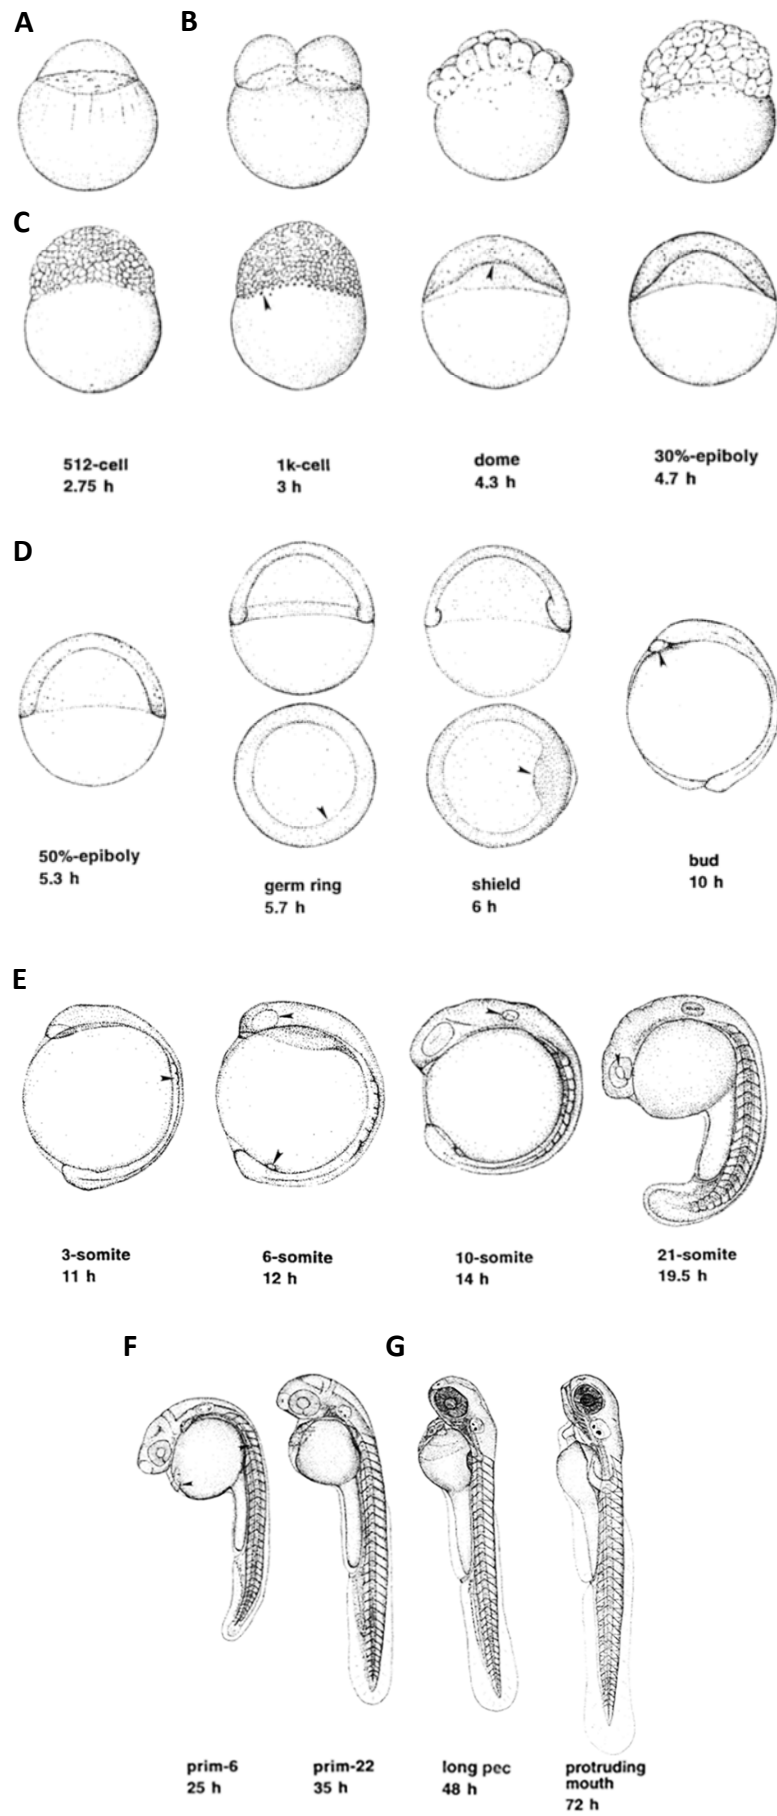 A B
C
512-cell 1k-cell dome 30%-epiboly
2.75 h 3 h 4.3 h 4.7 h
D
50%-epiboly germ ring shield bud
5.3 h 5.7 h 6 h 10 h
E
3-somite 6-somite 10-somite 21-somite
11 h 12 h 14 h 19.5 h
F G
prim-6 prim-22 long pec protruding
mouth
25 h 35 h 48 h 72 h